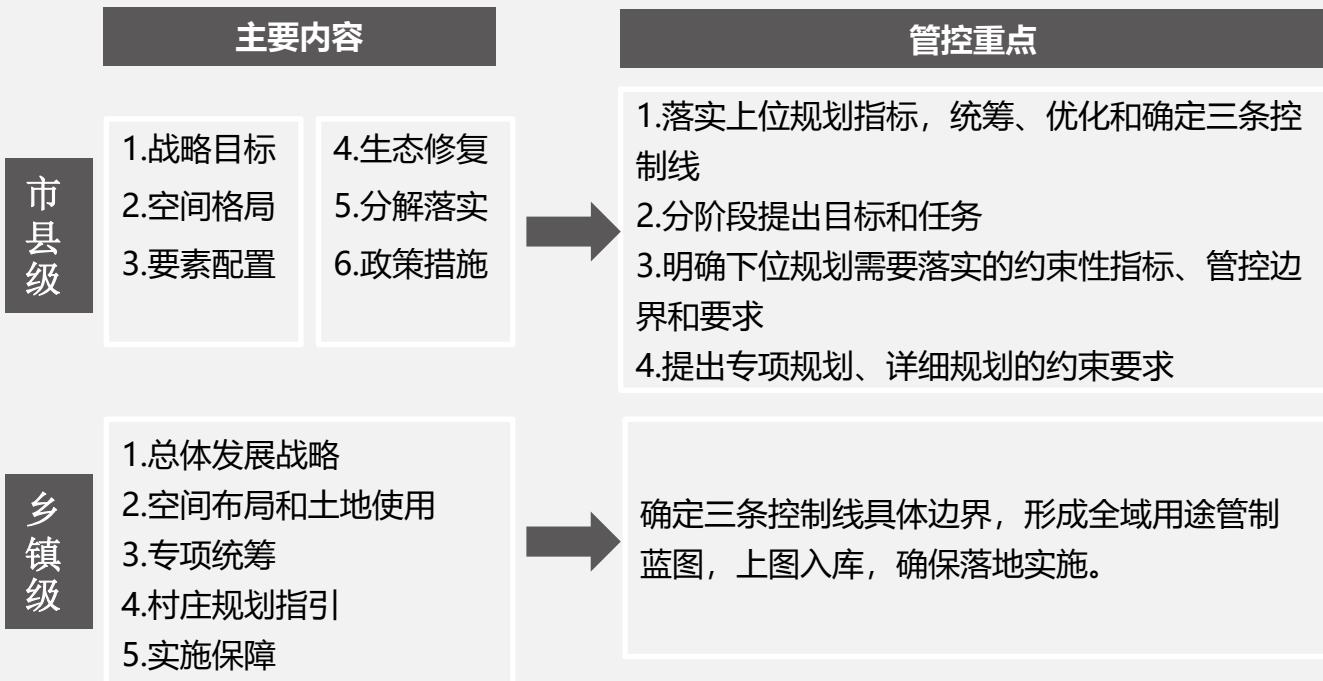 主要内容
管控重点
市县级
1.战略目标
2.空间格局
3.要素配置
4.生态修复
5.分解落实
6.政策措施
1.落实上位规划指标，统筹、优化和确定三条控
制线
2.分阶段提出目标和任务
3.明确下位规划需要落实的约束性指标、管控边
界和要求
4.提出专项规划、详细规划的约束要求
乡镇级
1.总体发展战略
2.空间布局和土地使用
3.专项统筹
4.村庄规划指引
5.实施保障
确定三条控制线具体边界，形成全域用途管制
蓝图，上图入库，确保落地实施。